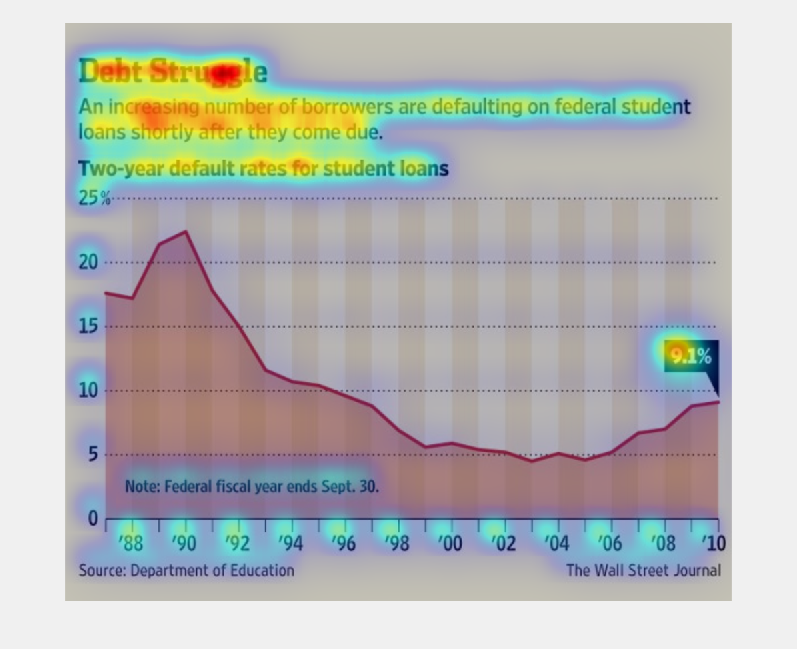 Debt Struggle
An increasing number of borrowers are defaulting on federal student
loans shortly after they come due.
Two-year default rates for student loans
25%
20
15
10
5
0
9.1%
Note: Federal fiscal year ends Sept. 30.
'88 '90 '92 '94 '96 '98 '00 '02 '04 '06 '08 '10
Source: Department of Education The Wall Street Journal